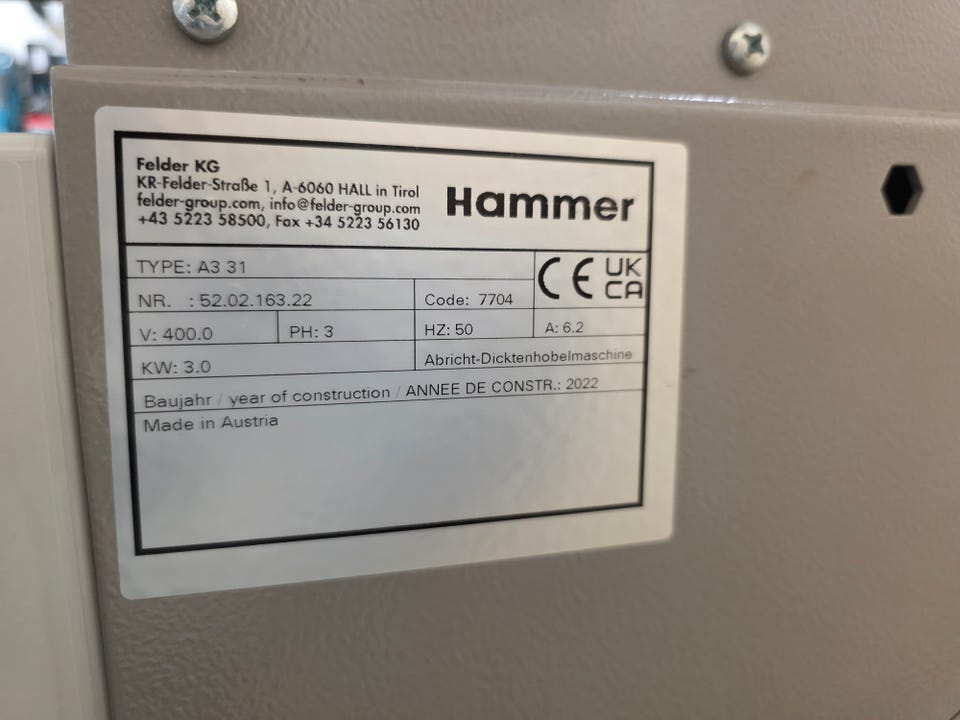 Felder KG
KR-Felder-Straße 1, A-6060 HALL in Tirol
felder-group.com, info@felder-group.com
+43 5223 58500, Fax +34 5223 56130
Hammer
TYPE: A3 31
CE UK CA
NR. : 52.02.163.22
Code: 7704
V: 400.0
PH: 3
HZ: 50
A: 6.2
KW: 3.0
Abricht-Dicktenhobelmaschine
Baujahr / year of construction / ANNEE DE CONSTR.: 2022
Made in Austria